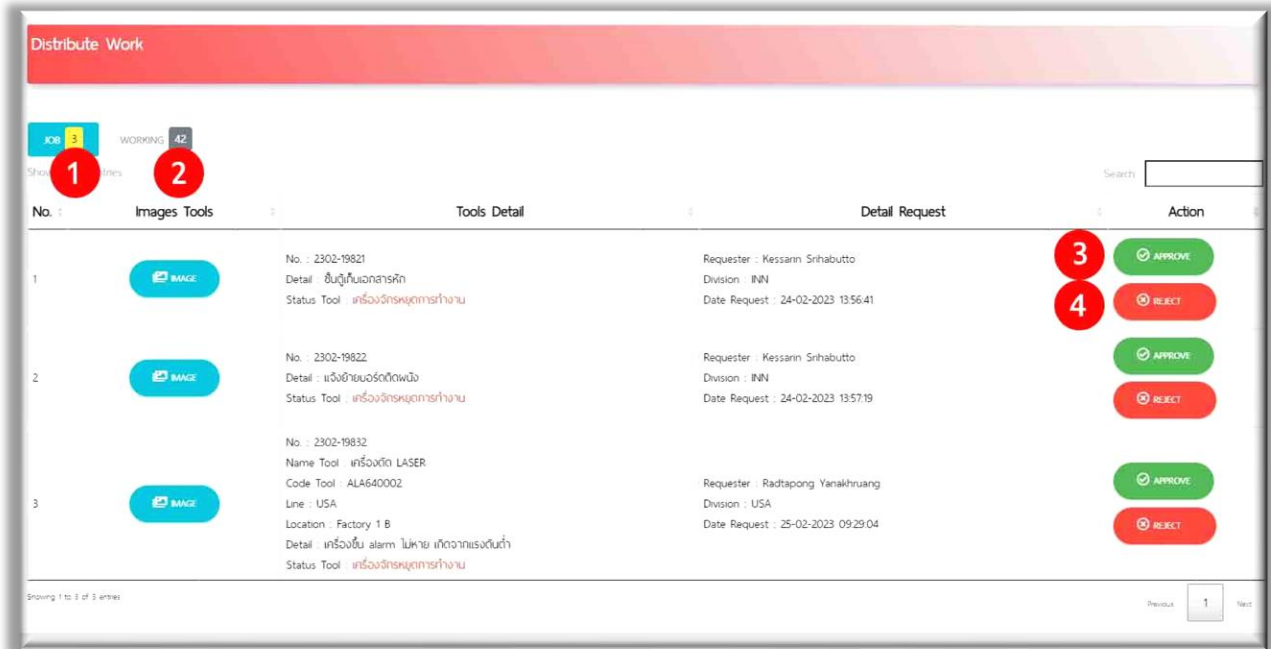 Distribute Work
JOB 3 WORKING 42
1 2
Show entries
Search:
No. Images Tools Tools Detail Detail Request Action
1
IMAGE
No. : 2302-19821
Detail : ชั้นตู้เก็บเอกสารหัก
Status Tool : เครื่องจักรหยุดการทำงาน
Requester : Kessarin Srihabutto
Division : INN
Date Request : 24-02-2023 13:56:41
3 APPROVE
4 REJECT
2
IMAGE
No. : 2302-19822
Detail : แจ้งย้ายบอร์ดติดผนัง
Status Tool : เครื่องจักรหยุดการทำงาน
Requester : Kessarin Srihabutto
Division : INN
Date Request : 24-02-2023 13:57:19
APPROVE
REJECT
3
IMAGE
No. : 2302-19832
Name Tool : เครื่องตัด LASER
Code Tool : ALA640002
Line : USA
Location : Factory 1 B
Detail : เครื่องขึ้น alarm ไม่หาย เกิดจากแรงดันต่ำ
Status Tool : เครื่องจักรหยุดการทำงาน
Requester : Radtapong Yanakhruang
Division : USA
Date Request : 25-02-2023 09:29:04
APPROVE
REJECT
Showing 1 to 3 of 3 entries
Previous 1 Next